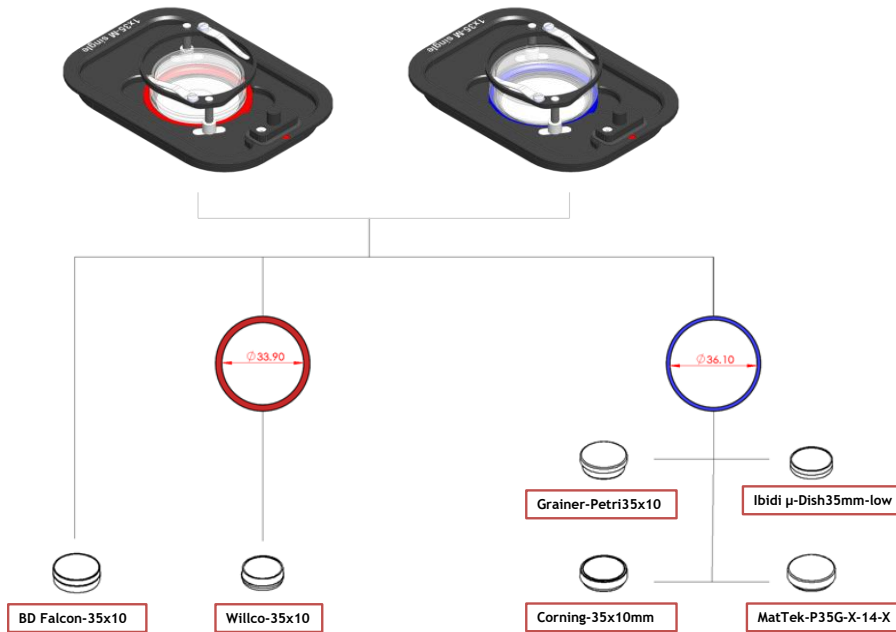 1x35-M single
1x35-M single
Ø33.90
Ø36.10
Grainer-Petri35x10
Ibidi µ-Dish35mm-low
BD Falcon-35x10
Willco-35x10
Corning-35x10mm
MatTek-P35G-X-14-X